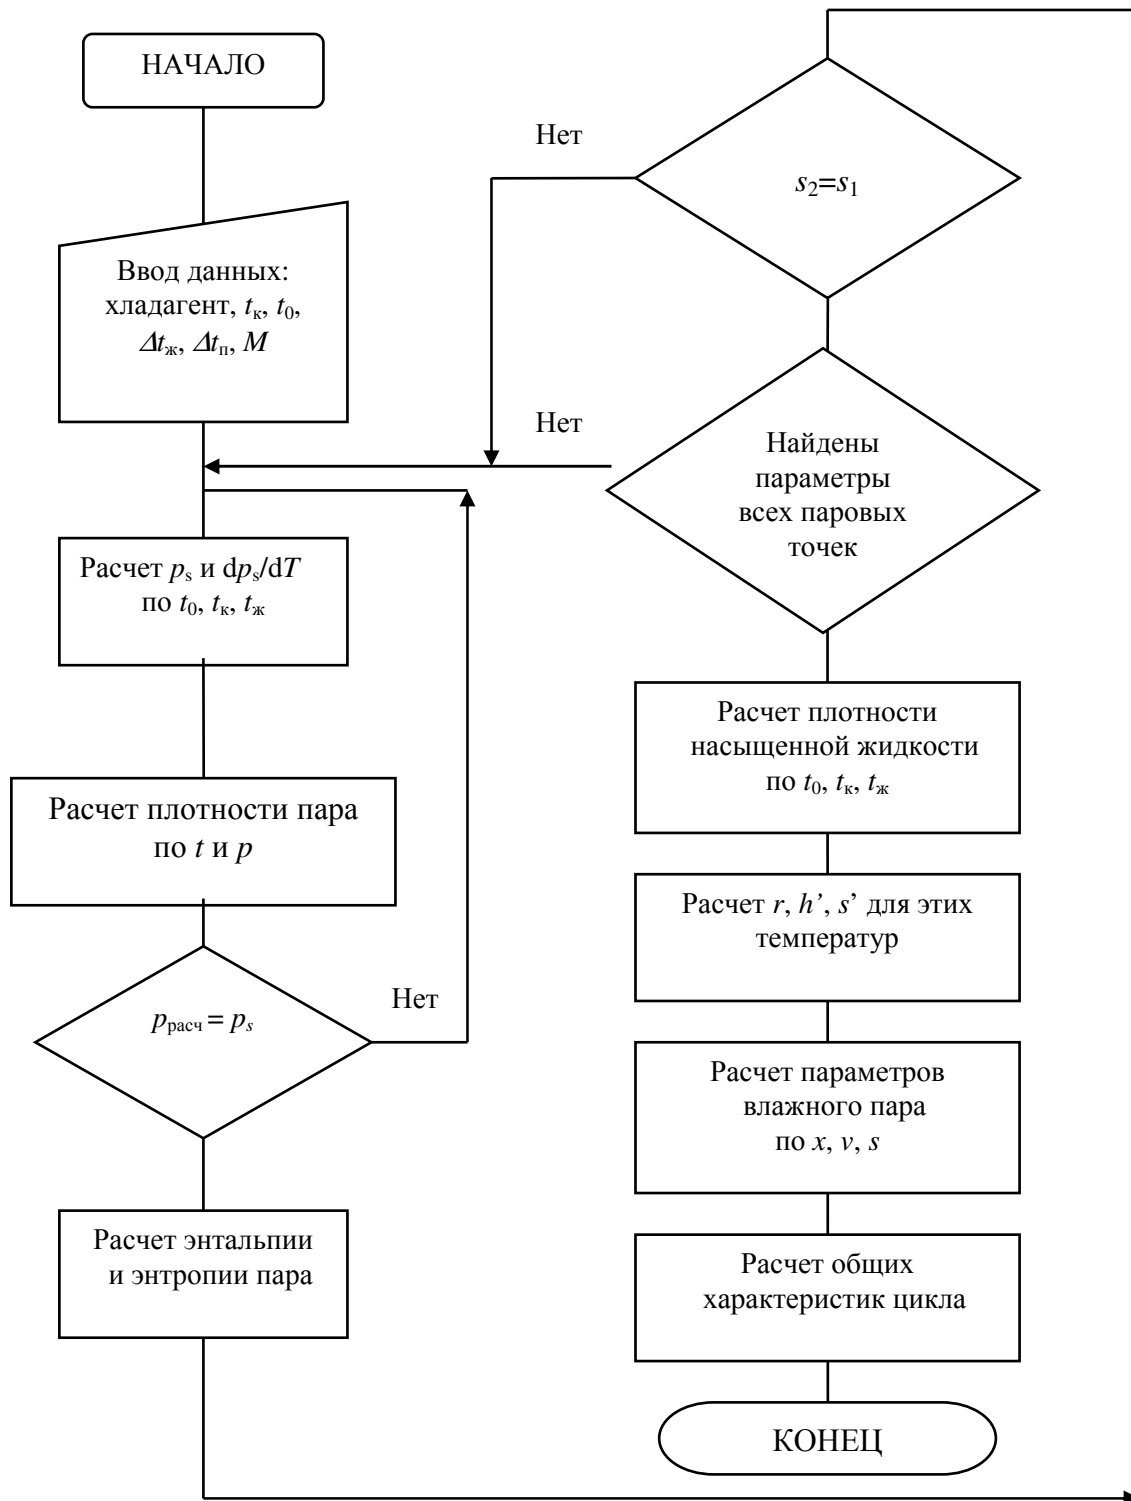 НАЧАЛО
Ввод данных:
хладагент, tк, t0,
Δtж, Δtп, M
Расчет ps и dps/dT
по t0, tк, tж
Расчет плотности пара
по t и p
pрасч = ps
Нет
Расчет энтальпии
и энтропии пара
Нет
s2=s1
Нет
Найдены
параметры
всех паровых
точек
Расчет плотности
насыщенной жидкости
по t0, tк, tж
Расчет r, h’, s’ для этих
температур
Расчет параметров
влажного пара
по x, v, s
Расчет общих
характеристик цикла
КОНЕЦ